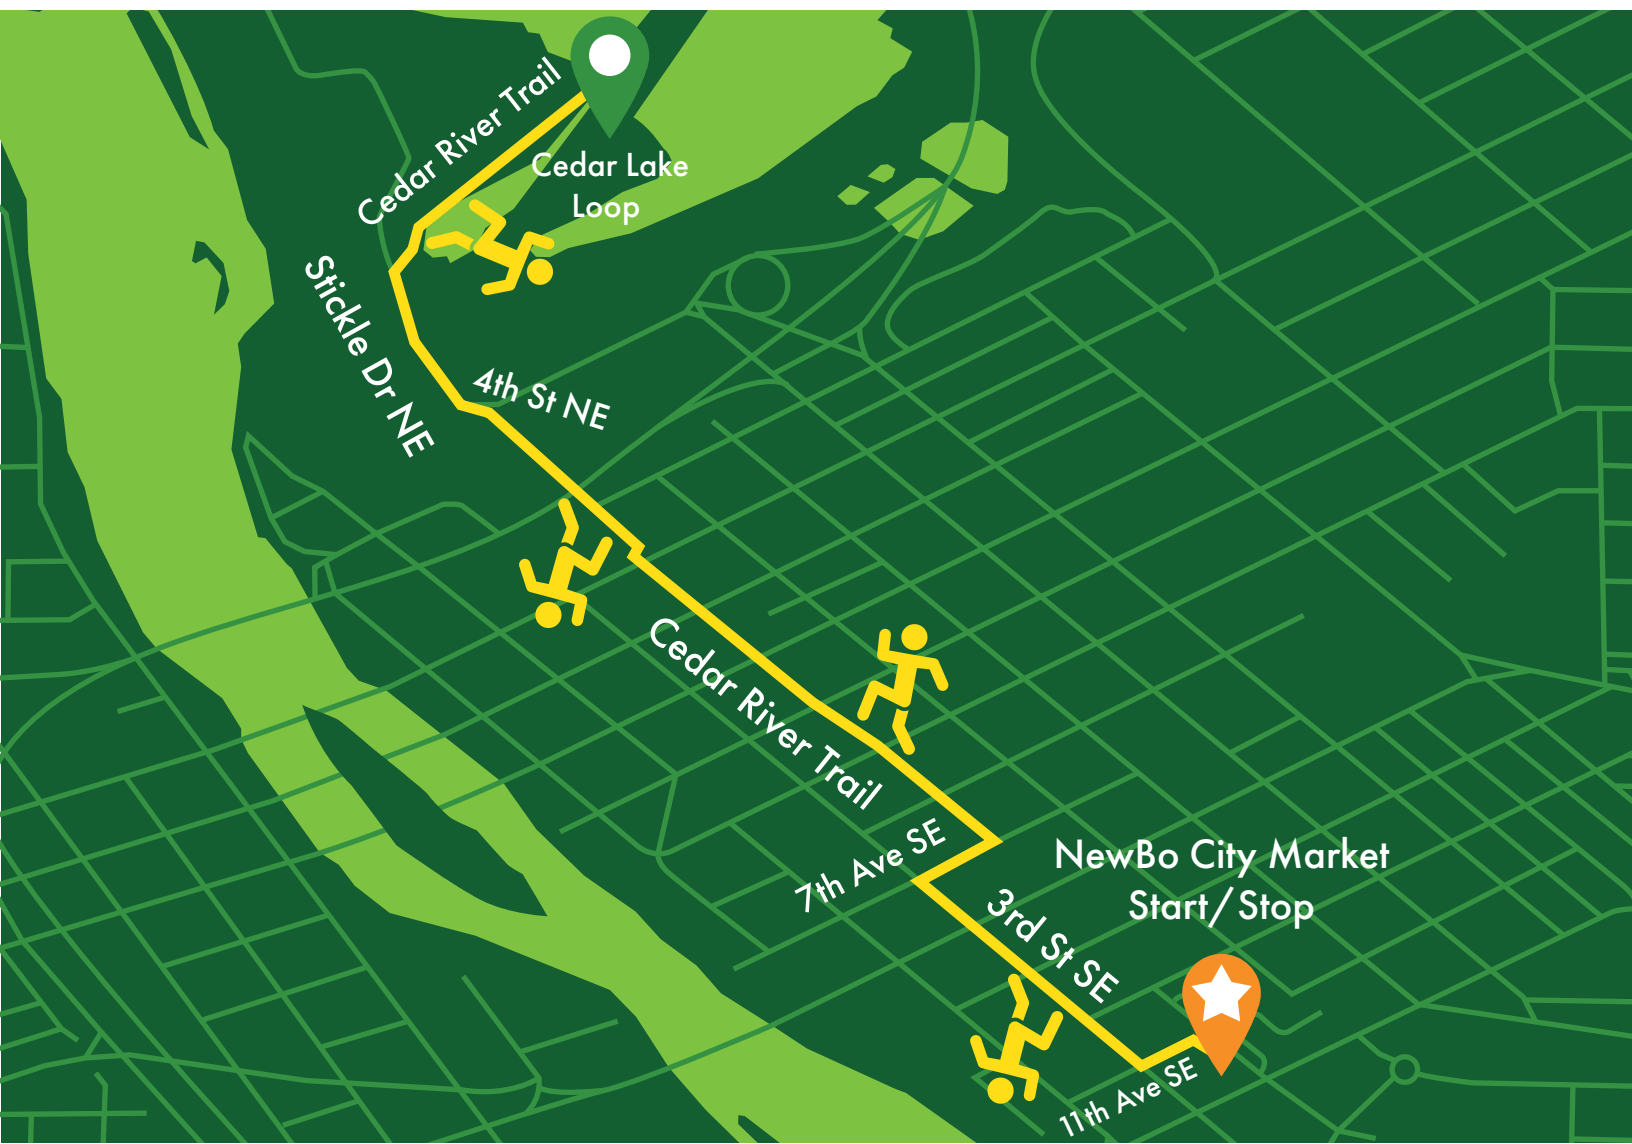 Cedar River Trail
Cedar Lake
Loop
Stickle Dr NE
4th St NE
Cedar River Trail
7th Ave SE
NewBo City Market
Start/Stop
3rd St SE
11th Ave SE